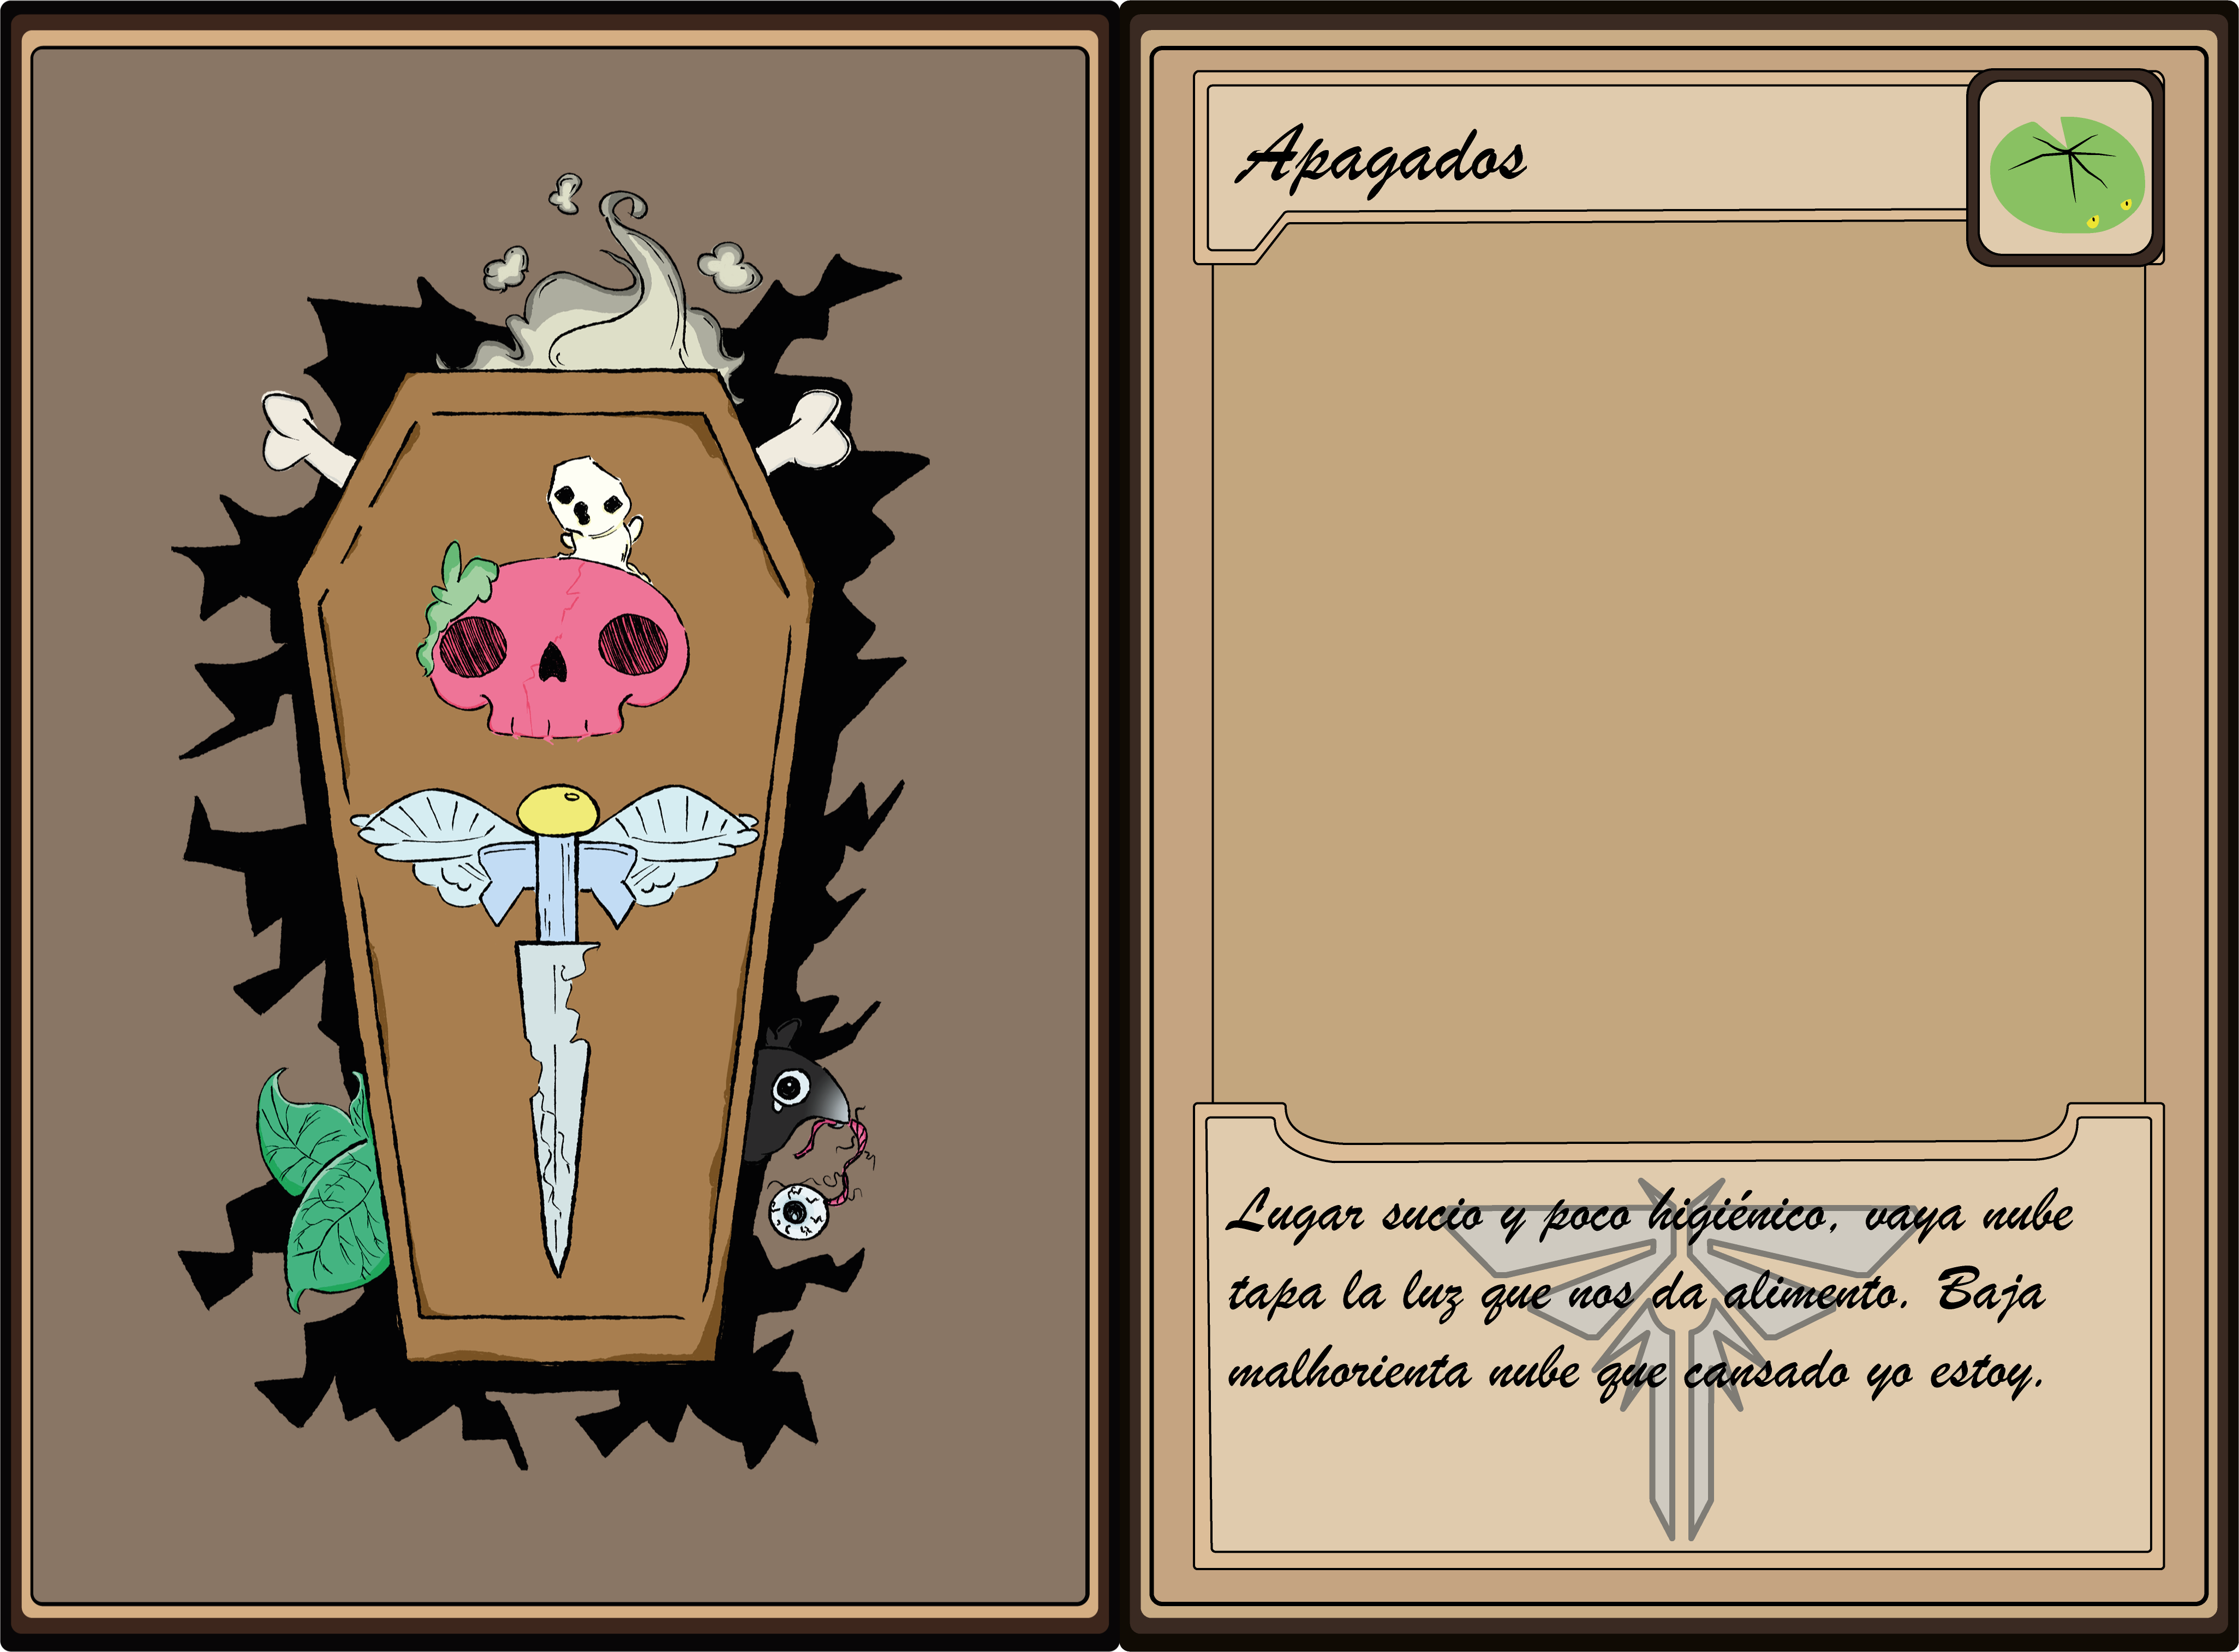 Apagados
Lugar sucio y poco higiénico, vaya nube
tapa la luz que nos da alimento. Baja
malhorienta nube que cansado yo estoy.